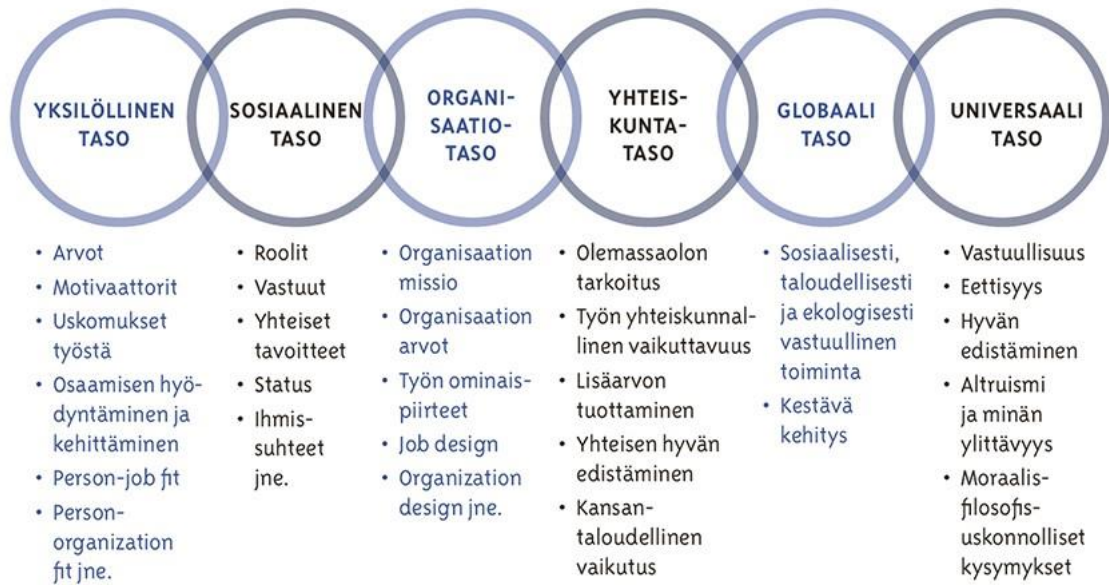 YKSILÖLLINEN
TASO
SOSIAALINEN
TASO
ORGANI-
SAATIO-
TASO
YHTEIS-
KUNTA-
TASO
GLOBAALI
TASO
UNIVERSAALI
TASO
• Arvot
• Motivaattorit
• Uskomukset
työstä
• Osaamisen hyö-
dyntäminen ja
kehittäminen
• Person-job fit
• Person-
organization
fit jne.
• Roolit
• Vastuut
• Yhteiset
tavoitteet
• Status
• Ihmis-
suhteet
jne.
• Organisaation
missio
• Organisaation
arvot
• Työn ominais-
piirteet
• Job design
• Organization
design jne.
• Olemassaolon
tarkoitus
• Työn yhteiskunnal-
linen vaikuttavuus
• Lisäarvon
tuottaminen
• Yhteisen hyvän
edistäminen
• Kansan-
taloudellinen
vaikutus
• Sosiaalisesti,
taloudellisesti
ja ekologisesti
vastuullinen
toiminta
• Kestävä
kehitys
• Vastuullisuus
• Eettisyys
• Hyvän
edistäminen
• Altruismi
ja minän
ylittävyys
• Moraalis-
filosofis-
uskonnolliset
kysymykset